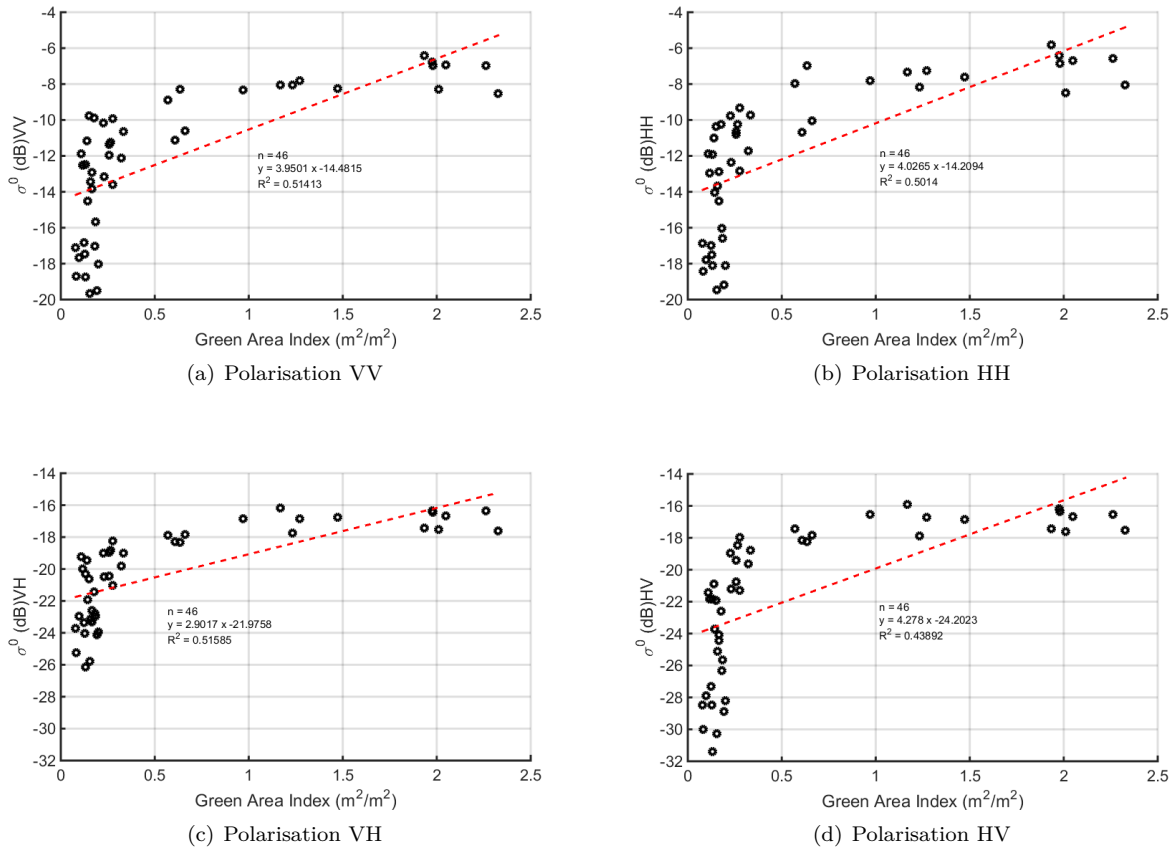 -4
-6
-8
-10
-12
-14
-16
-18
-20
σ⁰ (dB)VV
n = 46
y = 3.9501 x -14.4815
R² = 0.51413
0 0.5 1 1.5 2 2.5
Green Area Index (m²/m²)
(a) Polarisation VV
-4
-6
-8
-10
-12
-14
-16
-18
-20
σ⁰ (dB)HH
n = 46
y = 4.0265 x -14.2094
R² = 0.5014
0 0.5 1 1.5 2 2.5
Green Area Index (m²/m²)
(b) Polarisation HH
-14
-16
-18
-20
-22
-24
-26
-28
-30
-32
σ⁰ (dB)VH
n = 46
y = 2.9017 x -21.9758
R² = 0.51585
0 0.5 1 1.5 2 2.5
Green Area Index (m²/m²)
(c) Polarisation VH
-14
-16
-18
-20
-22
-24
-26
-28
-30
-32
σ⁰ (dB)HV
n = 46
y = 4.278 x -24.2023
R² = 0.43892
0 0.5 1 1.5 2 2.5
Green Area Index (m²/m²)
(d) Polarisation HV